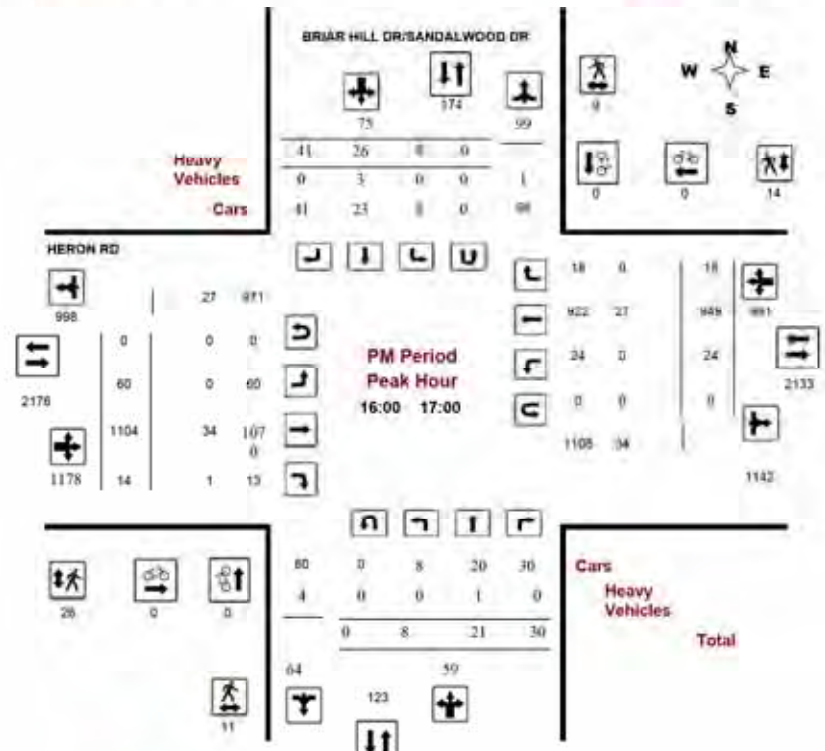 BRIAR HILL DR/SANDALWOOD DR
N
W E
S
174
75 99
9
41 26 8 0
Heavy
Vehicles
0 3 0 0 1
0 0 14
Cars
41 23 8 0 98
HERON RD
18 0 18
998
27 971
922 27 949 991
0 0 0
PM Period
24 0 24
2176
60 0 60
Peak Hour
2133
16:00 17:00
0 0 0
1104 34 107
0
1108 34
1178 14 1 13
1142
60 0 8 20 30
Cars
4 0 0 1 0
Heavy
Vehicles
26 0 0
0 8 21 30
Total
64 59
123
11